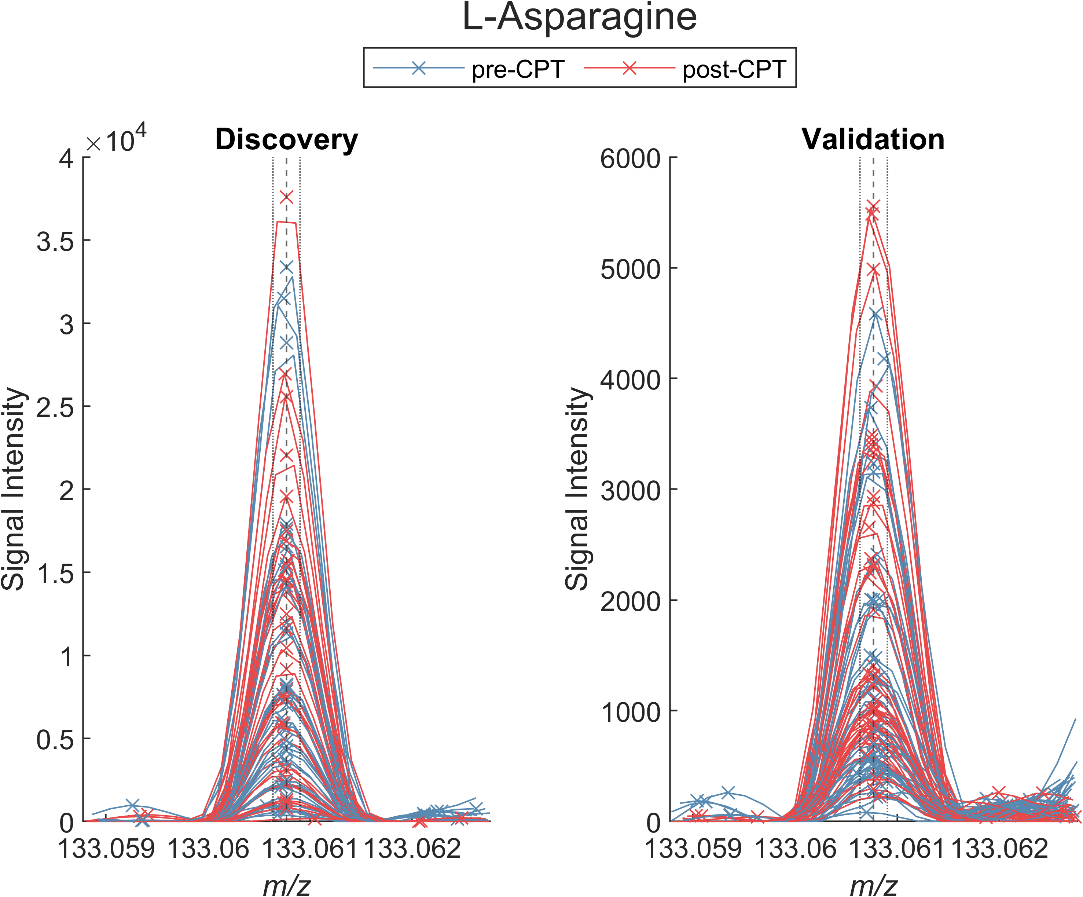 L-Asparagine
pre-CPT post-CPT
Discovery
×10⁴
4
3.5
3
2.5
2
1.5
1
0.5
0
Signal Intensity
133.059 133.06 133.061 133.062
m/z
Validation
6000
5000
4000
3000
2000
1000
0
Signal Intensity
133.059 133.06 133.061 133.062
m/z